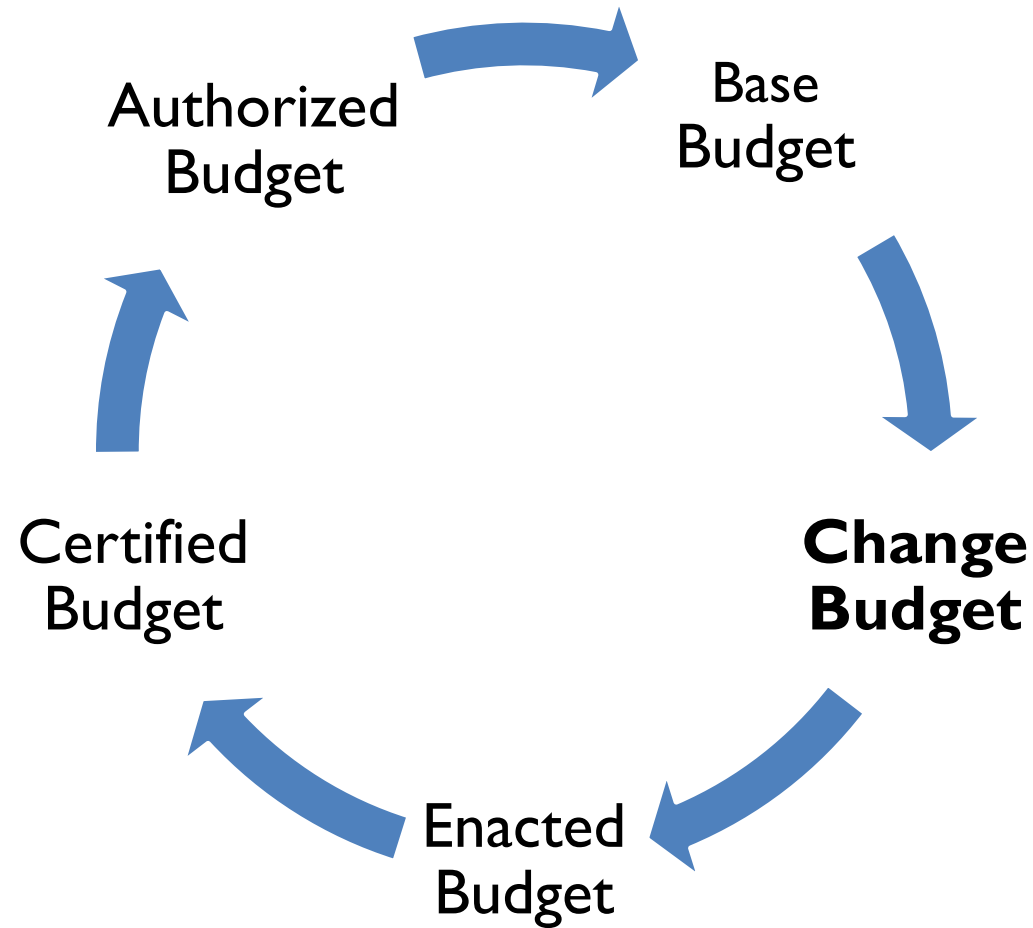 Authorized
Budget
Base
Budget
Change
Budget
Enacted
Budget
Certified
Budget